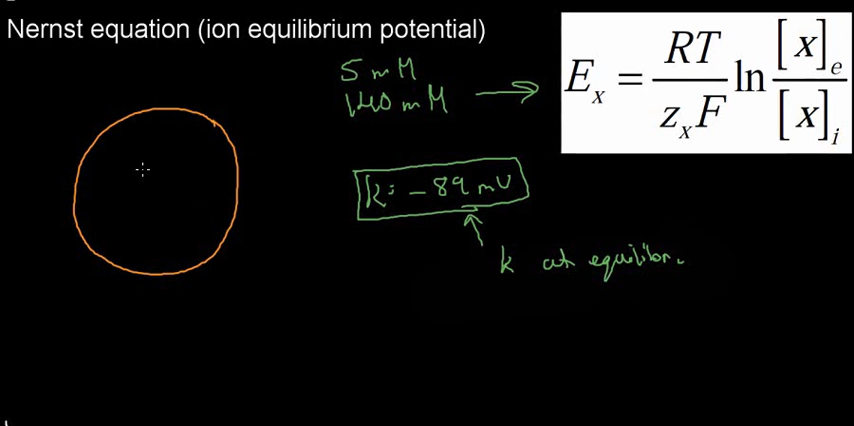 Nernst equation (ion equilibrium potential)
5 mM
140 mM →
E_x = RT / z_x F ln [x]_e / [x]_i
K: - 89 mV
k at equilibr.